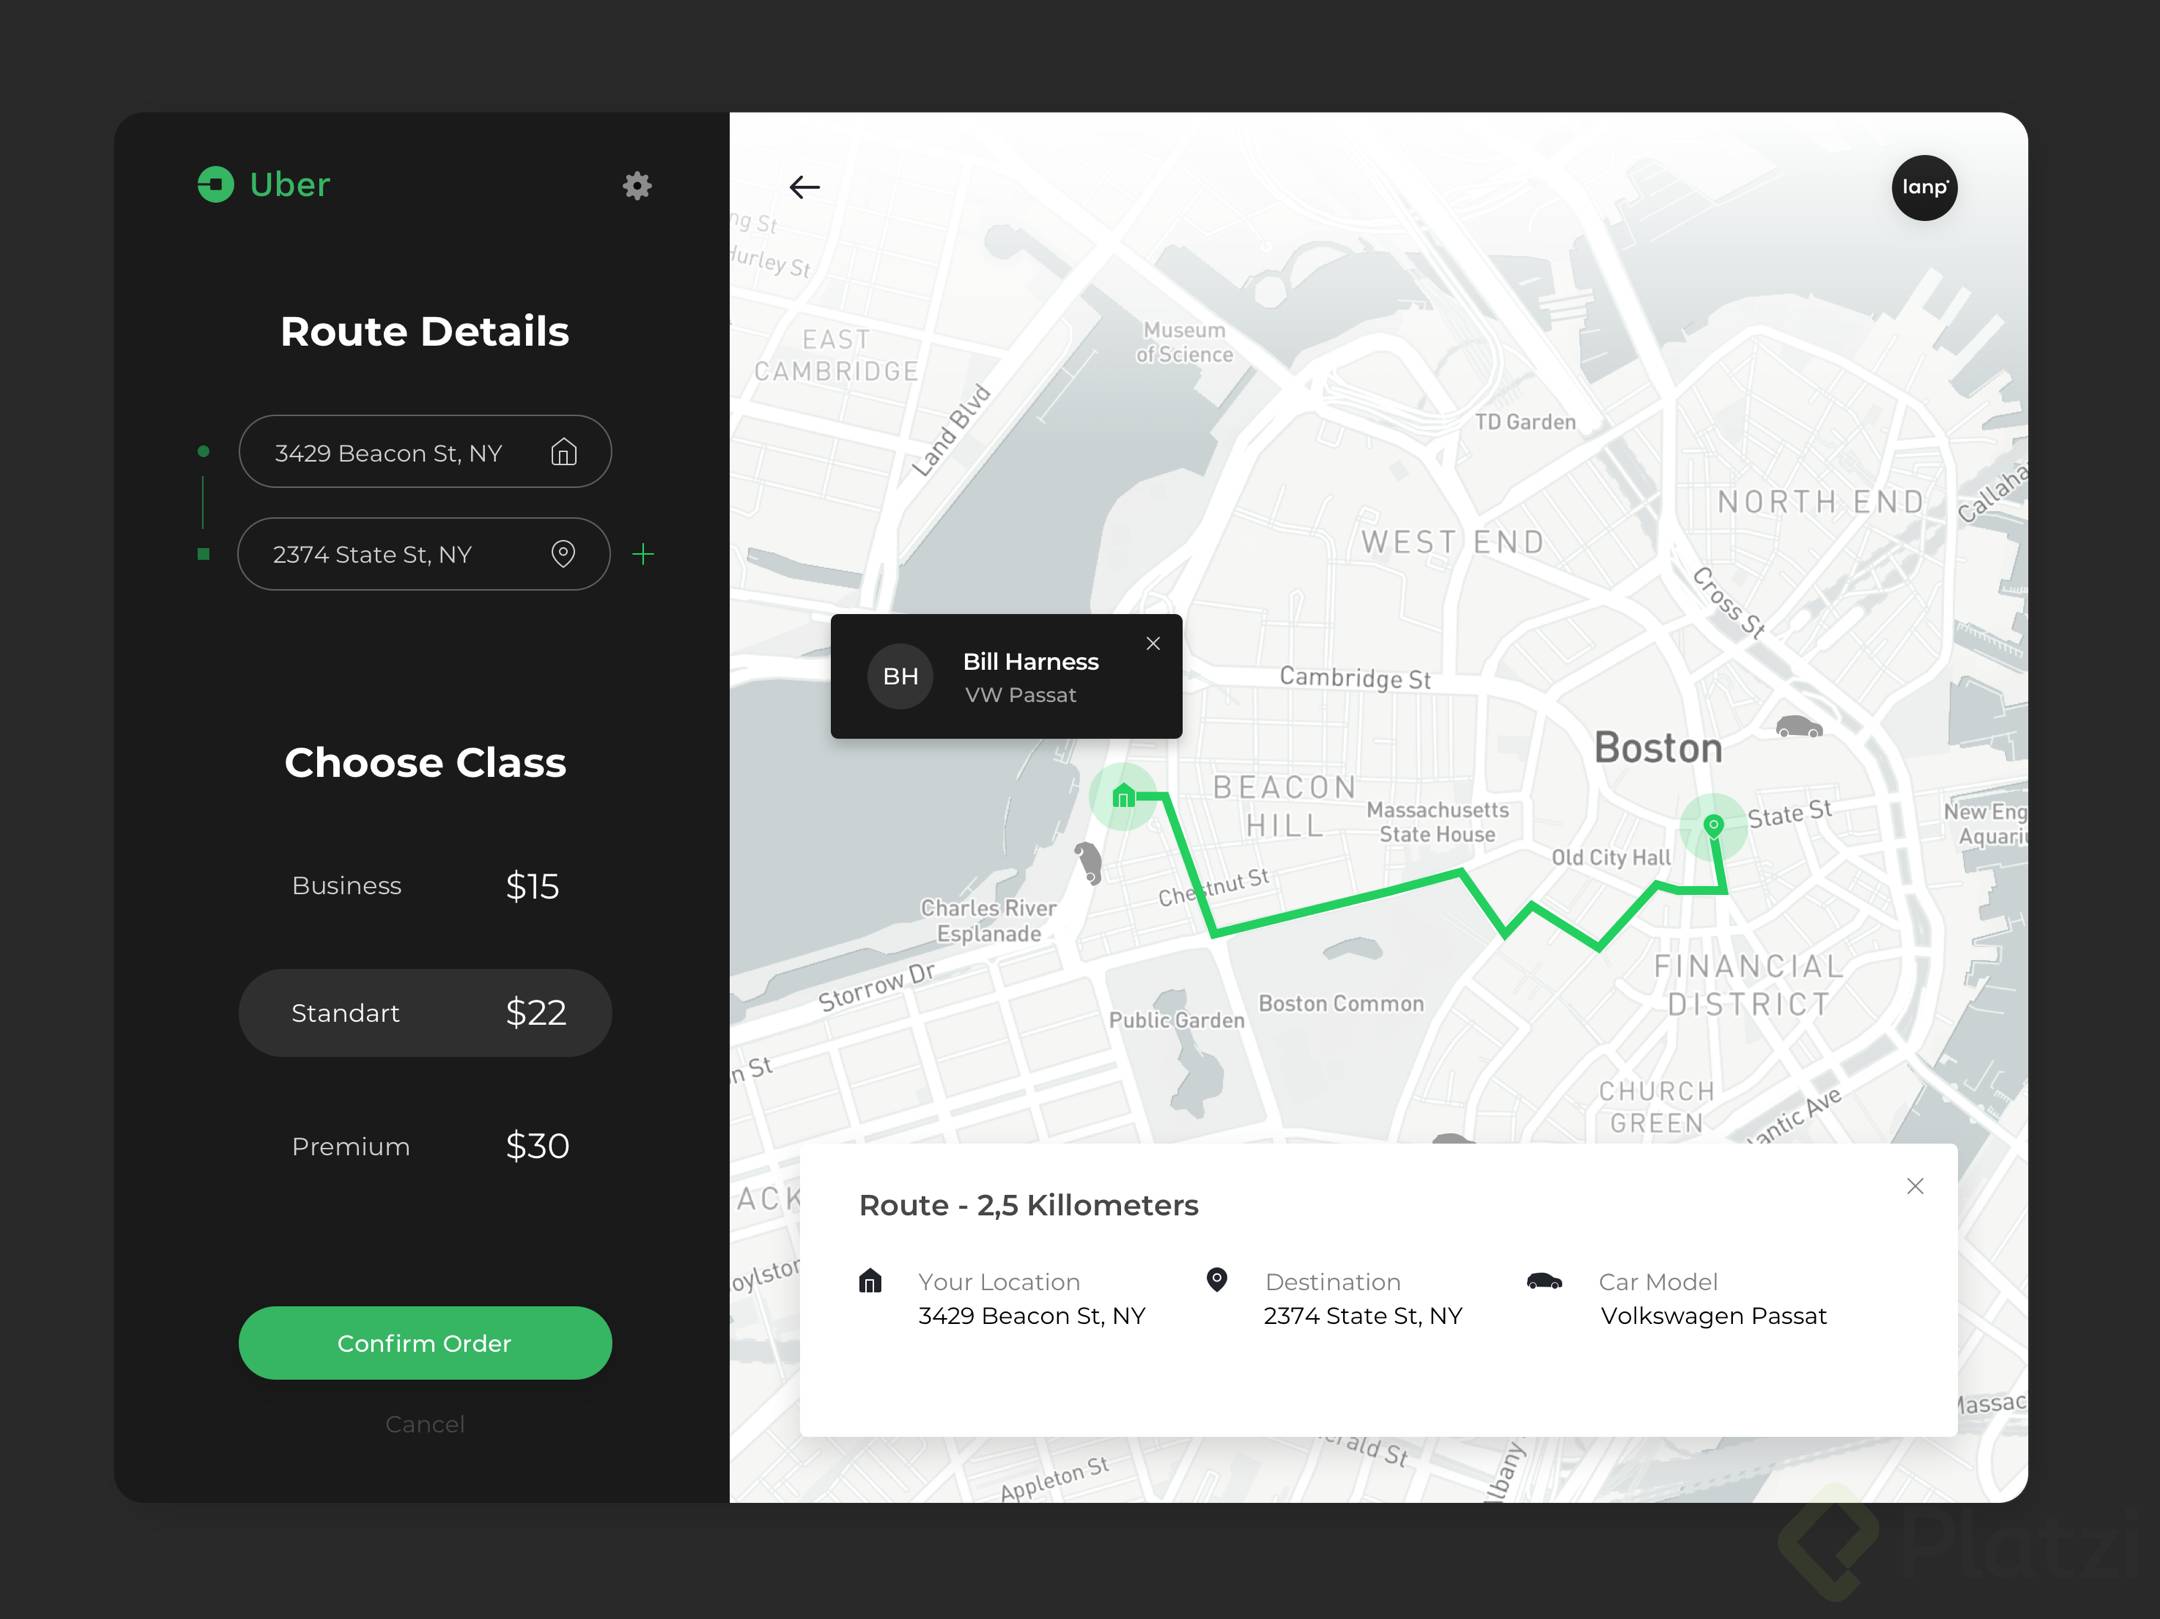 Uber
Route Details
3429 Beacon St, NY
2374 State St, NY
Choose Class
Business $15
Standart $22
Premium $30
Confirm Order
Cancel
lanp
ng St
Hurley St
EAST
CAMBRIDGE
Museum
of Science
Land Blvd
TD Garden
NORTH END
Callaha
WEST END
Cross St
BH
Bill Harness
VW Passat
Cambridge St
Boston
BEACON
HILL
Massachusetts
State House
State St
New Eng
Aquariu
Old City Hall
Chestnut St
Charles River
Esplanade
Storrow Dr
FINANCIAL
DISTRICT
Boston Common
Public Garden
n St
CHURCH
GREEN
lantic Ave
ACK
Route - 2,5 Killometers
Your Location
3429 Beacon St, NY
Destination
2374 State St, NY
Car Model
Volkswagen Passat
oylston
Massac
erald St
Appleton St
lbany
Platzi